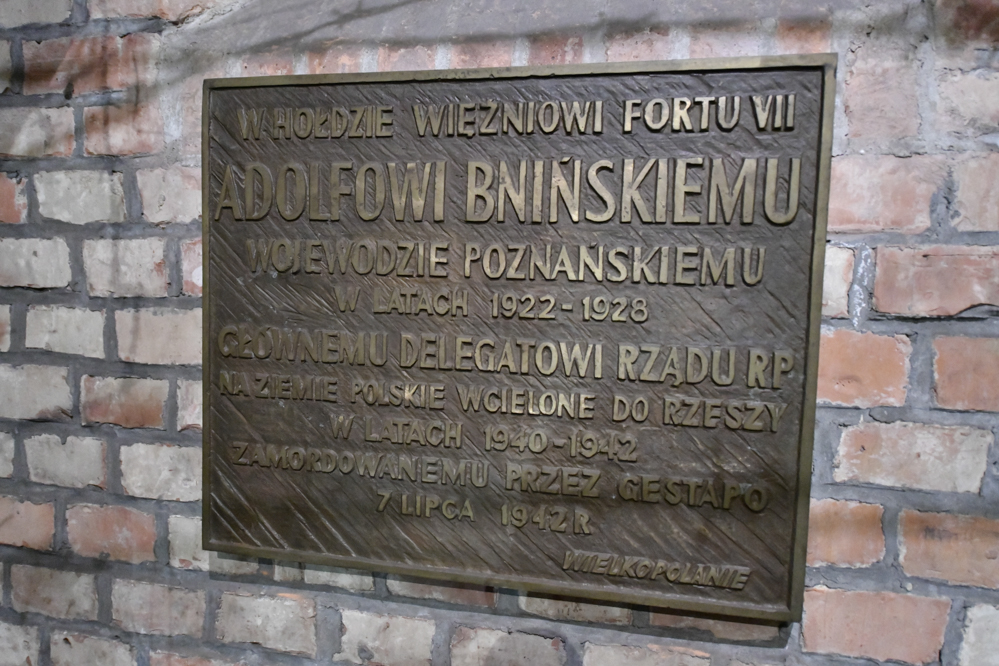 W HOŁDZIE WIĘŹNIOWI FORTU VII
ADOLFOWI BNIŃSKIEMU
WOJEWODZIE POZNAŃSKIEMU
W LATACH 1922-1928
GŁÓWNEMU DELEGATOWI RZĄDU RP
NA ZIEMIE POLSKIE WCIELONE DO RZESZY
W LATACH 1940-1942
ZAMORDOWANEMU PRZEZ GESTAPO
7 LIPCA 1942 R
WIELKOPOLANIE